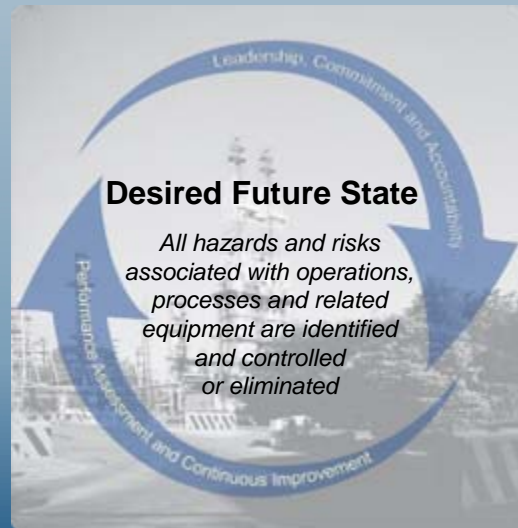 Leadership, Commitment and Accountability
Desired Future State
All hazards and risks
associated with operations,
processes and related
equipment are identified
and controlled
or eliminated
Performance Assessment and Continuous Improvement